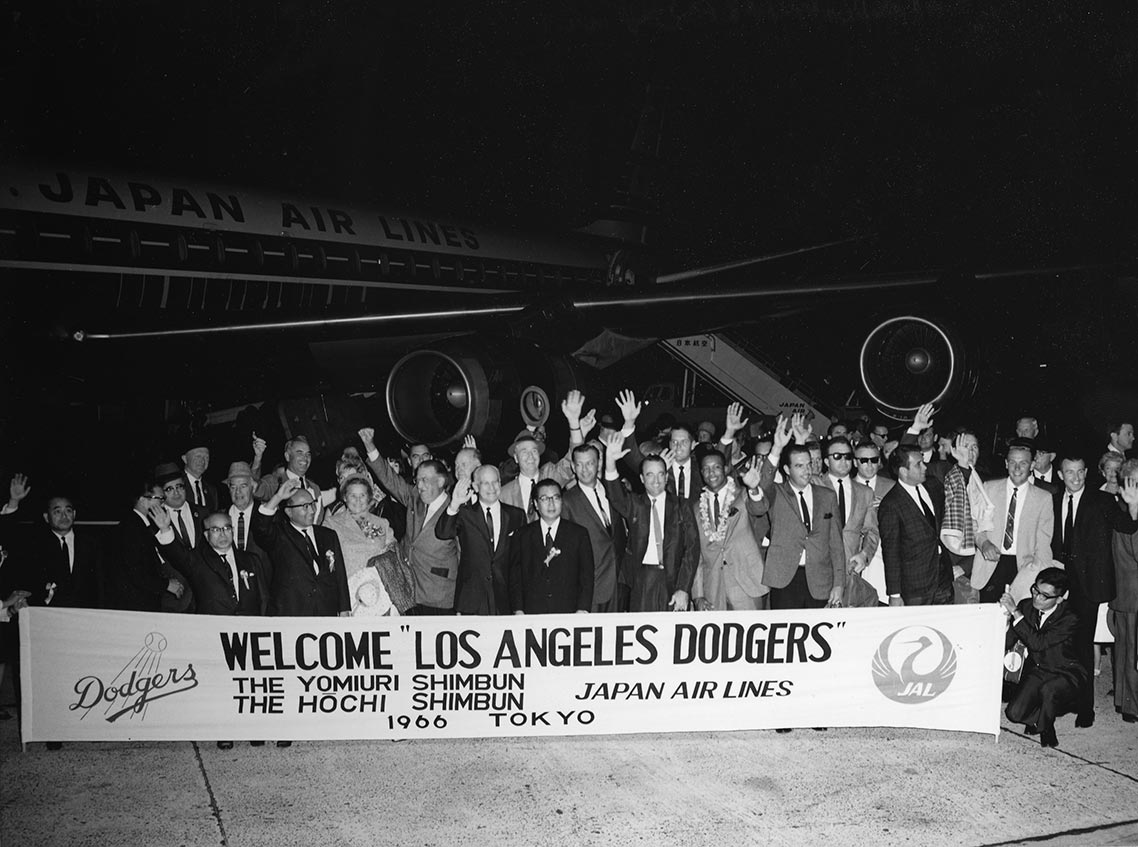 JAPAN AIR LINES
日本航空
JAPAN AIR
Dodgers
WELCOME "LOS ANGELES DODGERS"
THE YOMIURI SHIMBUN
THE HŌCHI SHIMBUN
JAPAN AIR LINES
1966 TOKYO
JAL